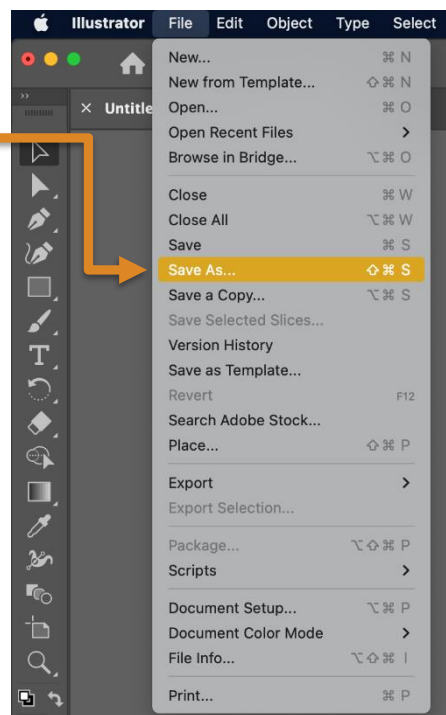 Illustrator File Edit Object Type Select
× Untitle
New... ⌘ N
New from Template... ⇧ ⌘ N
Open... ⌘ O
Open Recent Files >
Browse in Bridge... ⌥ ⌘ O
Close ⌘ W
Close All ⌥ ⌘ W
Save ⌘ S
Save As... ⇧ ⌘ S
Save a Copy... ⌥ ⌘ S
Save Selected Slices...
Version History
Save as Template...
Revert F12
Search Adobe Stock...
Place... ⇧ ⌘ P
Export >
Export Selection...
Package... ⌥ ⇧ ⌘ P
Scripts >
Document Setup... ⌥ ⌘ P
Document Color Mode >
File Info... ⌥ ⇧ ⌘ I
Print... ⌘ P